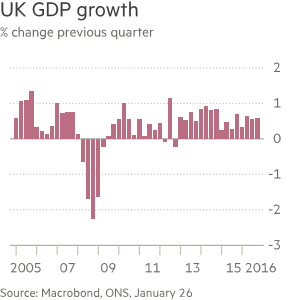 UK GDP growth
% change previous quarter
2
1
0
-1
-2
-3
2005 07 09 11 13 15 2016
Source: Macrobond, ONS, January 26